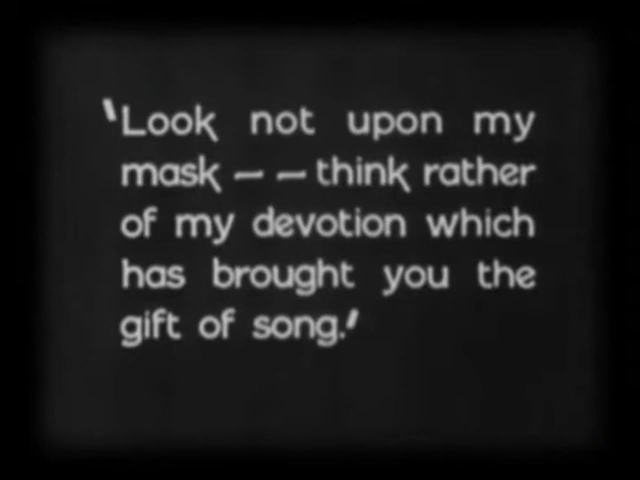 'Look not upon my
mask -- think rather
of my devotion which
has brought you the
gift of song.'